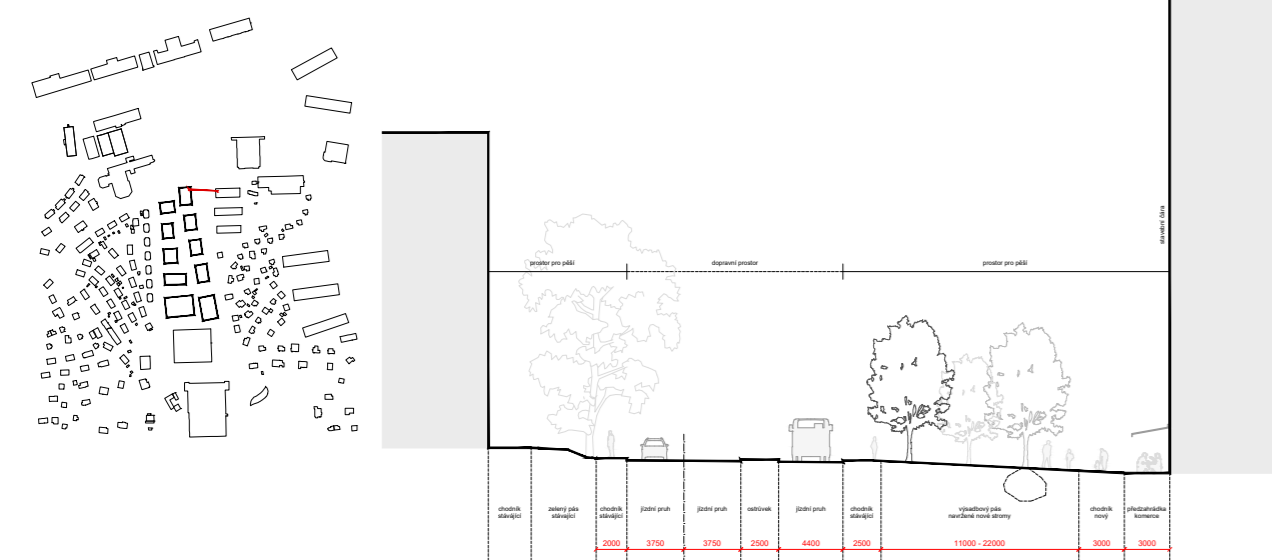 stavební čára
prostor pro pěší
dopravní prostor
prostor pro pěší
chodník
stávající
zelený pás
stávající
chodník
stávající
jízdní pruh
jízdní pruh
ostrůvek
jízdní pruh
chodník
stávající
výsadbový pás
navržené nové stromy
chodník
nový
předzahrádka
komerce
2000
3750
3750
2500
4400
2500
11000 - 22000
3000
3000